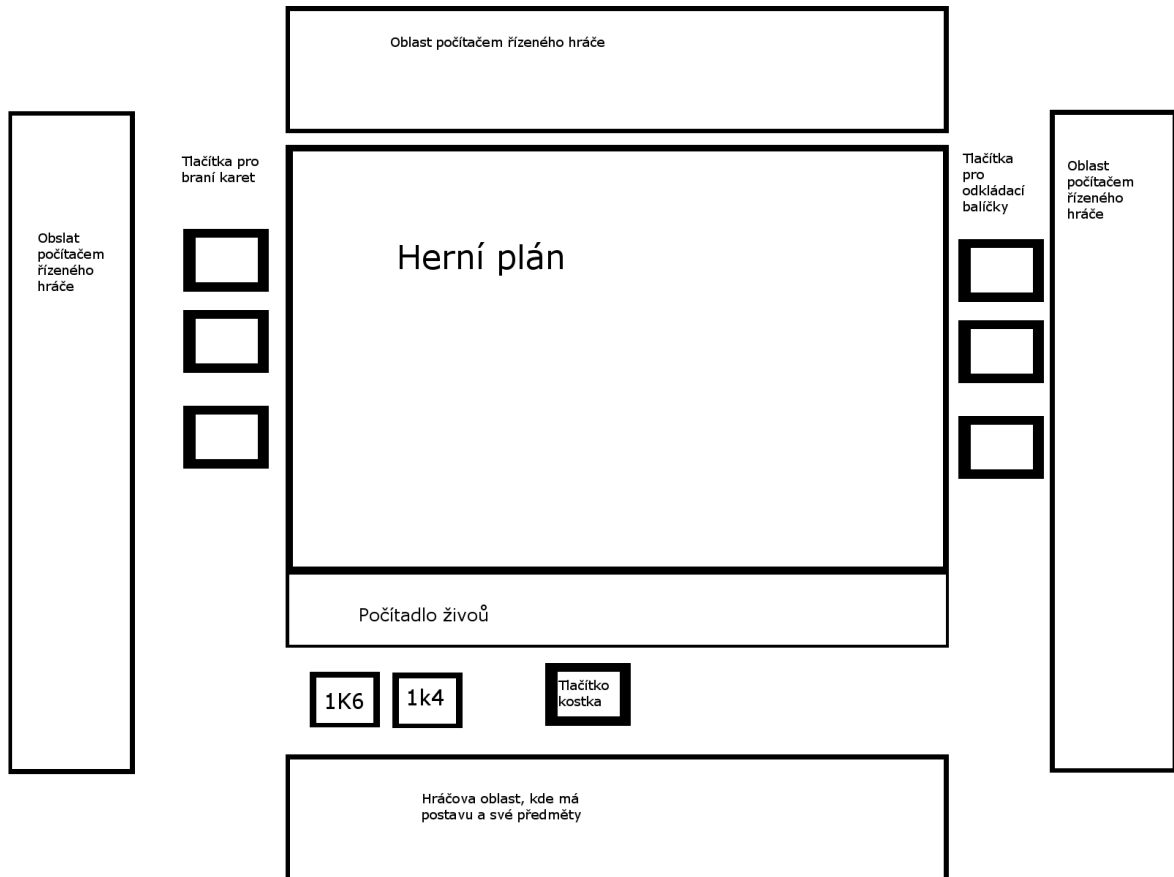 Oblast počítačem řízeného hráče
Tlačítka pro
braní karet
Tlačítka
pro
odkládací
balíčky
Oblast
počítačem
řízeného
hráče
Obslat
počítačem
řízeného
hráče
Herní plán
Počítadlo živoů
1K6
1k4
Tlačítko
kostka
Hráčova oblast, kde má
postavu a své předměty